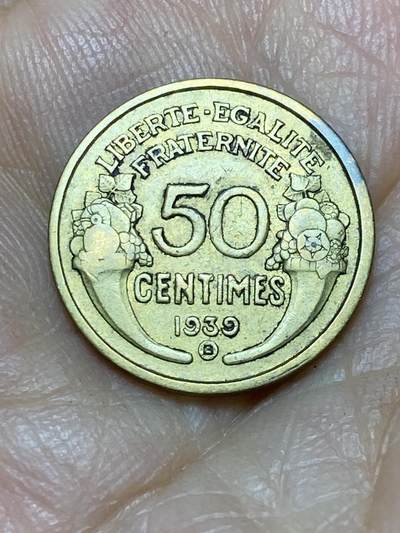 LIBERTE·EGALITE
FRATERNITE
50
CENTIMES
1939
B